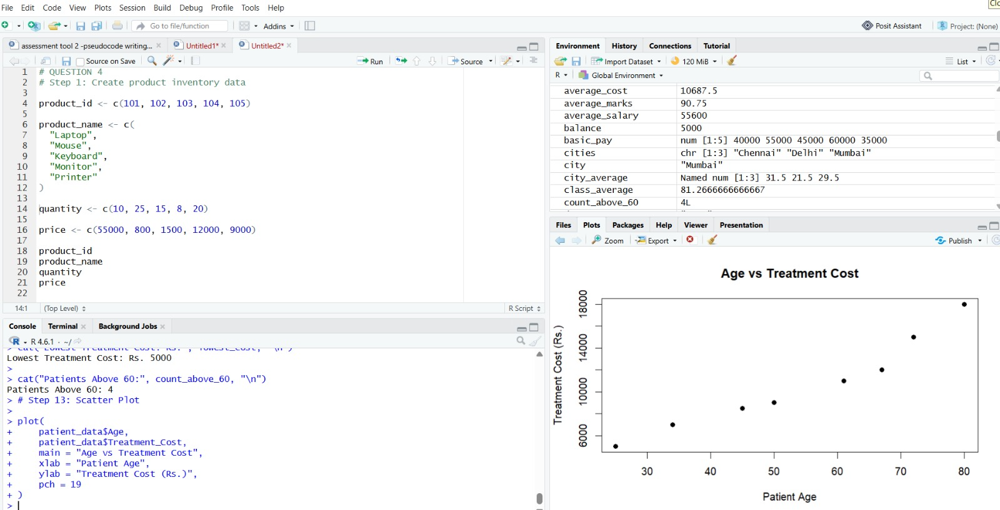 File Edit Code View Plots Session Build Debug Profile Tools Help
Go to file/function Addins Posit Assistant Project: (None)
assessment tool 2 -pseudocode writing... Untitled1* Untitled2*
Source on Save Run Source
1 # QUESTION 4
2 # Step 1: Create product inventory data
3
4 product_id <- c(101, 102, 103, 104, 105)
5
6 product_name <- c(
7 "Laptop",
8 "Mouse",
9 "Keyboard",
10 "Monitor",
11 "Printer"
12 )
13
14 quantity <- c(10, 25, 15, 8, 20)
15
16 price <- c(55000, 800, 1500, 12000, 9000)
17
18 product_id
19 product_name
20 quantity
21 price
22
14:1 (Top Level) R Script
Console Terminal Background Jobs
R 4.6.1 · ~/
> cat("Lowest Treatment Cost: Rs. ", lowest_cost, "\n")
Lowest Treatment Cost: Rs. 5000
>
> cat("Patients Above 60:", count_above_60, "\n")
Patients Above 60: 4
> # Step 13: Scatter Plot
>
> plot(
+ patient_data$Age,
+ patient_data$Treatment_Cost,
+ main = "Age vs Treatment Cost",
+ xlab = "Patient Age",
+ ylab = "Treatment Cost (Rs.)",
+ pch = 19
+ )
>
Environment History Connections Tutorial
Import Dataset 120 MiB List
R Global Environment
average_cost 10687.5
average_marks 90.75
average_salary 55600
balance 5000
basic_pay num [1:5] 40000 55000 45000 60000 35000
cities chr [1:3] "Chennai" "Delhi" "Mumbai"
city "Mumbai"
city_average Named num [1:3] 31.5 21.5 29.5
class_average 81.2666666666667
count_above_60 4L
Files Plots Packages Help Viewer Presentation
Zoom Export Publish
Age vs Treatment Cost
Treatment Cost (Rs.)
18000
14000
10000
6000
30 40 50 60 70 80
Patient Age